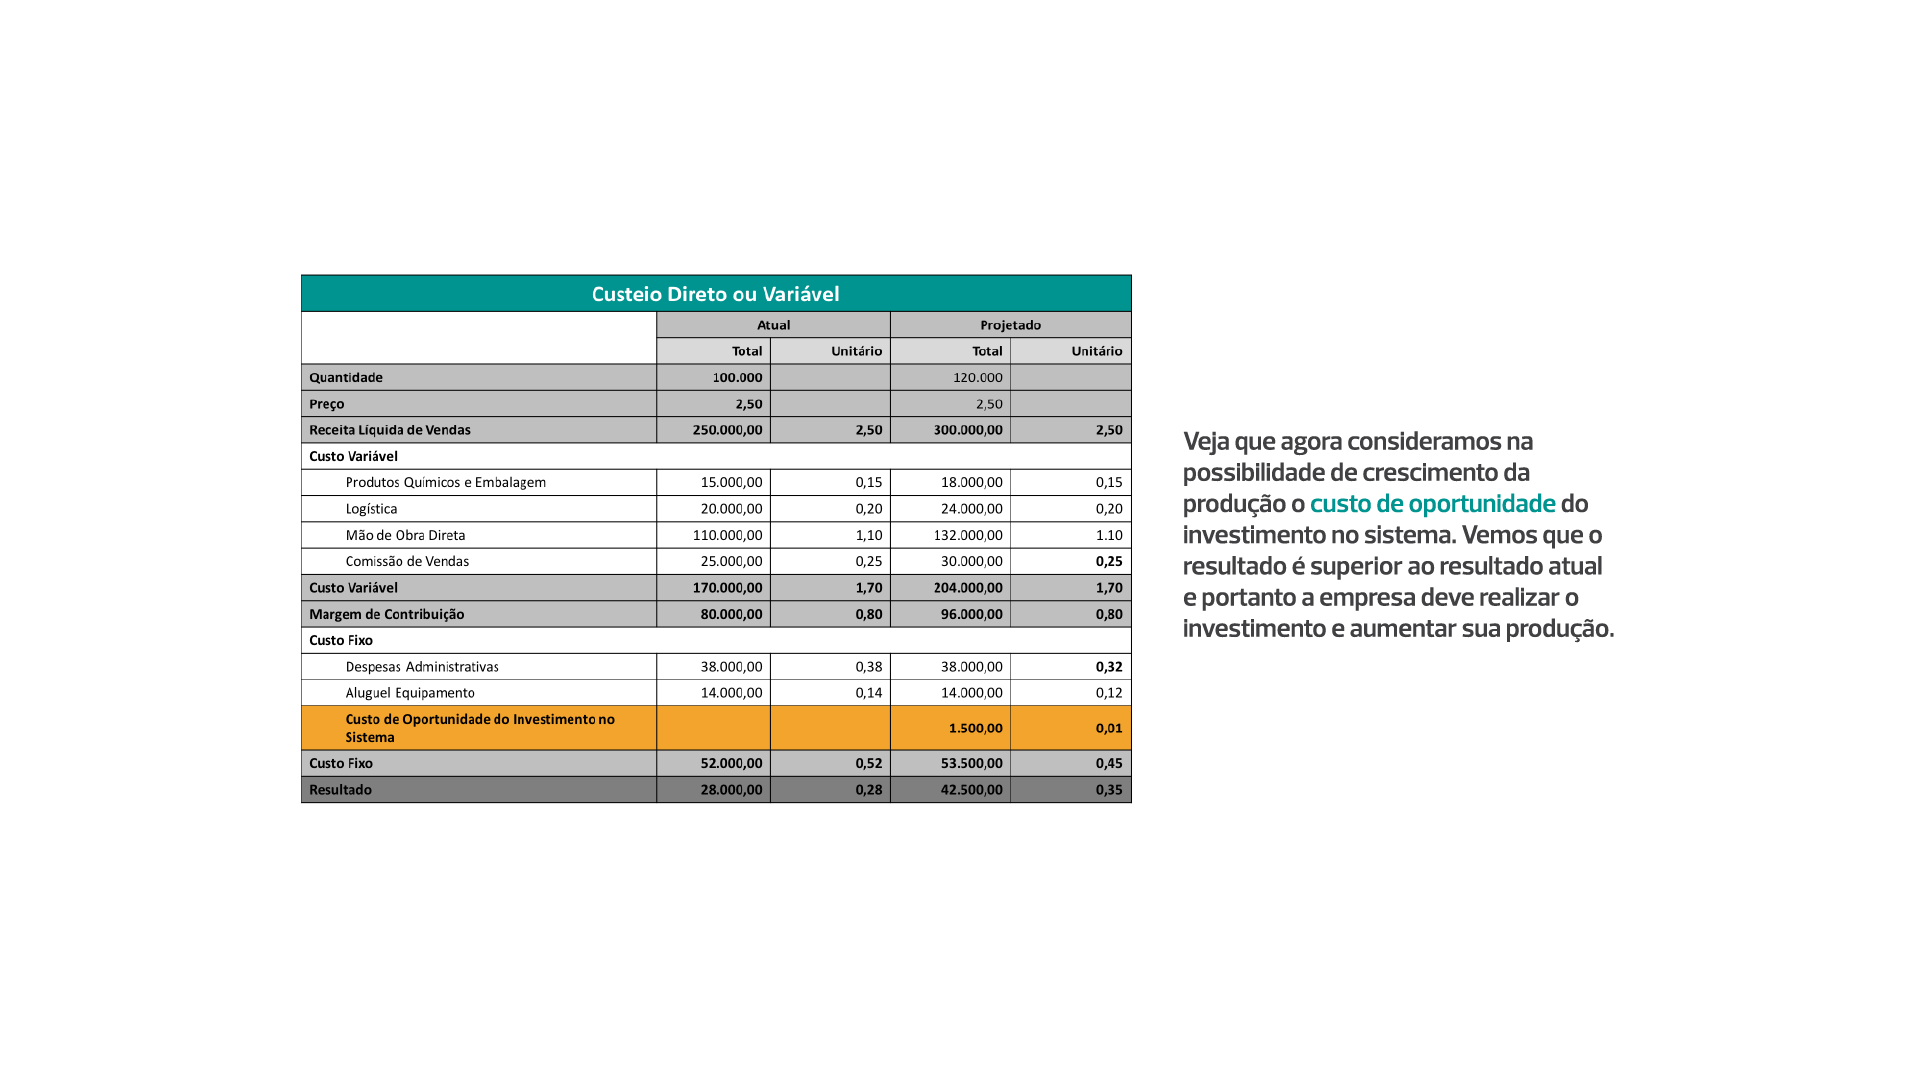 Custeio Direto ou Variável
Atual Projetado
Total Unitário Total Unitário
Quantidade 100.000 120.000
Preço 2,50 2,50
Receita Líquida de Vendas 250.000,00 2,50 300.000,00 2,50
Custo Variável
Produtos Químicos e Embalagem 15.000,00 0,15 18.000,00 0,15
Logística 20.000,00 0,20 24.000,00 0,20
Mão de Obra Direta 110.000,00 1,10 132.000,00 1.10
Comissão de Vendas 25.000,00 0,25 30.000,00 0,25
Custo Variável 170.000,00 1,70 204.000,00 1,70
Margem de Contribuição 80.000,00 0,80 96.000,00 0,80
Custo Fixo
Despesas Administrativas 38.000,00 0,38 38.000,00 0,32
Aluguel Equipamento 14.000,00 0,14 14.000,00 0,12
Custo de Oportunidade do Investimento no
Sistema 1.500,00 0,01
Custo Fixo 52.000,00 0,52 53.500,00 0,45
Resultado 28.000,00 0,28 42.500,00 0,35
Veja que agora consideramos na
possibilidade de crescimento da
produção o custo de oportunidade do
investimento no sistema. Vemos que o
resultado é superior ao resultado atual
e portanto a empresa deve realizar o
investimento e aumentar sua produção.